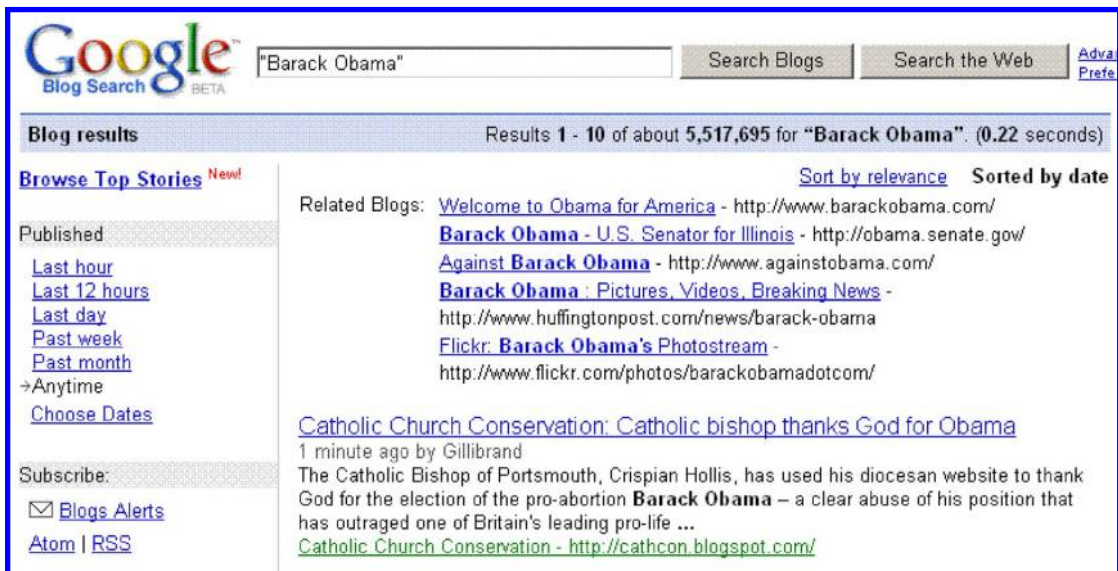 Google™
Blog Search BETA
"Barack Obama"
Search Blogs
Search the Web
Adva
Prefe
Blog results
Results 1 - 10 of about 5,517,695 for “Barack Obama”. (0.22 seconds)
Browse Top Stories New!
Published
Last hour
Last 12 hours
Last day
Past week
Past month
→Anytime
Choose Dates
Subscribe:
Blogs Alerts
Atom | RSS
Sort by relevance Sorted by date
Related Blogs: Welcome to Obama for America - http://www.barackobama.com/
Barack Obama - U.S. Senator for Illinois - http://obama.senate.gov/
Against Barack Obama - http://www.againstobama.com/
Barack Obama : Pictures, Videos, Breaking News -
http://www.huffingtonpost.com/news/barack-obama
Flickr: Barack Obama's Photostream -
http://www.flickr.com/photos/barackobamadotcom/
Catholic Church Conservation: Catholic bishop thanks God for Obama
1 minute ago by Gillibrand
The Catholic Bishop of Portsmouth, Crispian Hollis, has used his diocesan website to thank
God for the election of the pro-abortion Barack Obama – a clear abuse of his position that
has outraged one of Britain's leading pro-life ...
Catholic Church Conservation - http://cathcon.blogspot.com/